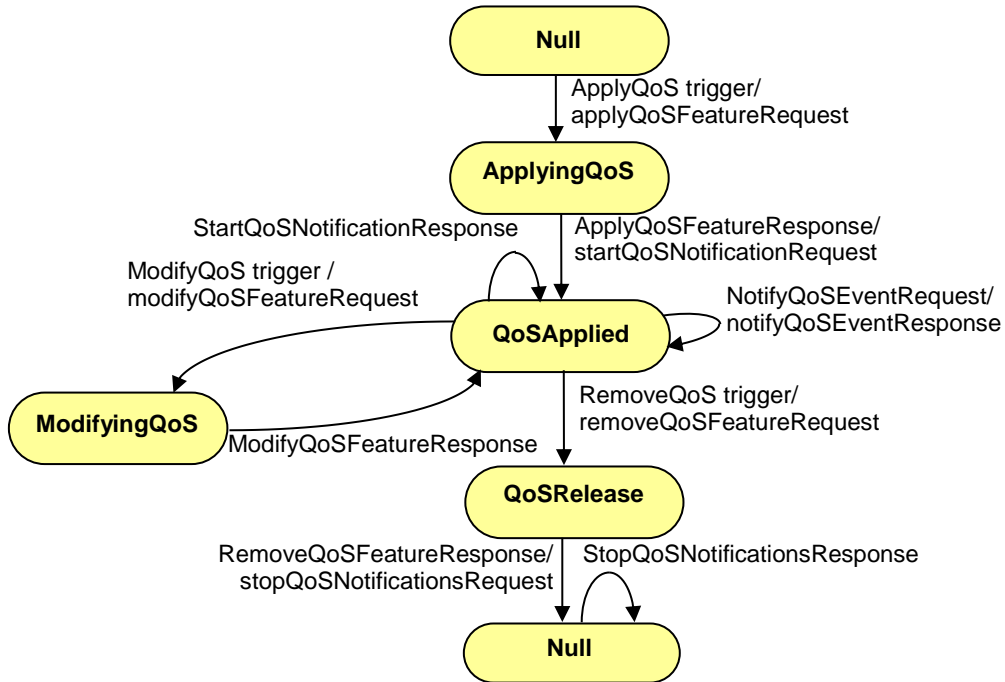 Null
ApplyQoS trigger/
applyQoSFeatureRequest
ApplyingQoS
StartQoSNotificationResponse
ApplyQoSFeatureResponse/
startQoSNotificationRequest
ModifyQoS trigger /
modifyQoSFeatureRequest
NotifyQoSEventRequest/
notifyQoSEventResponse
QoSApplied
RemoveQoS trigger/
removeQoSFeatureRequest
ModifyingQoS
ModifyQoSFeatureResponse
QoSRelease
RemoveQoSFeatureResponse/
stopQoSNotificationsRequest
StopQoSNotificationsResponse
Null